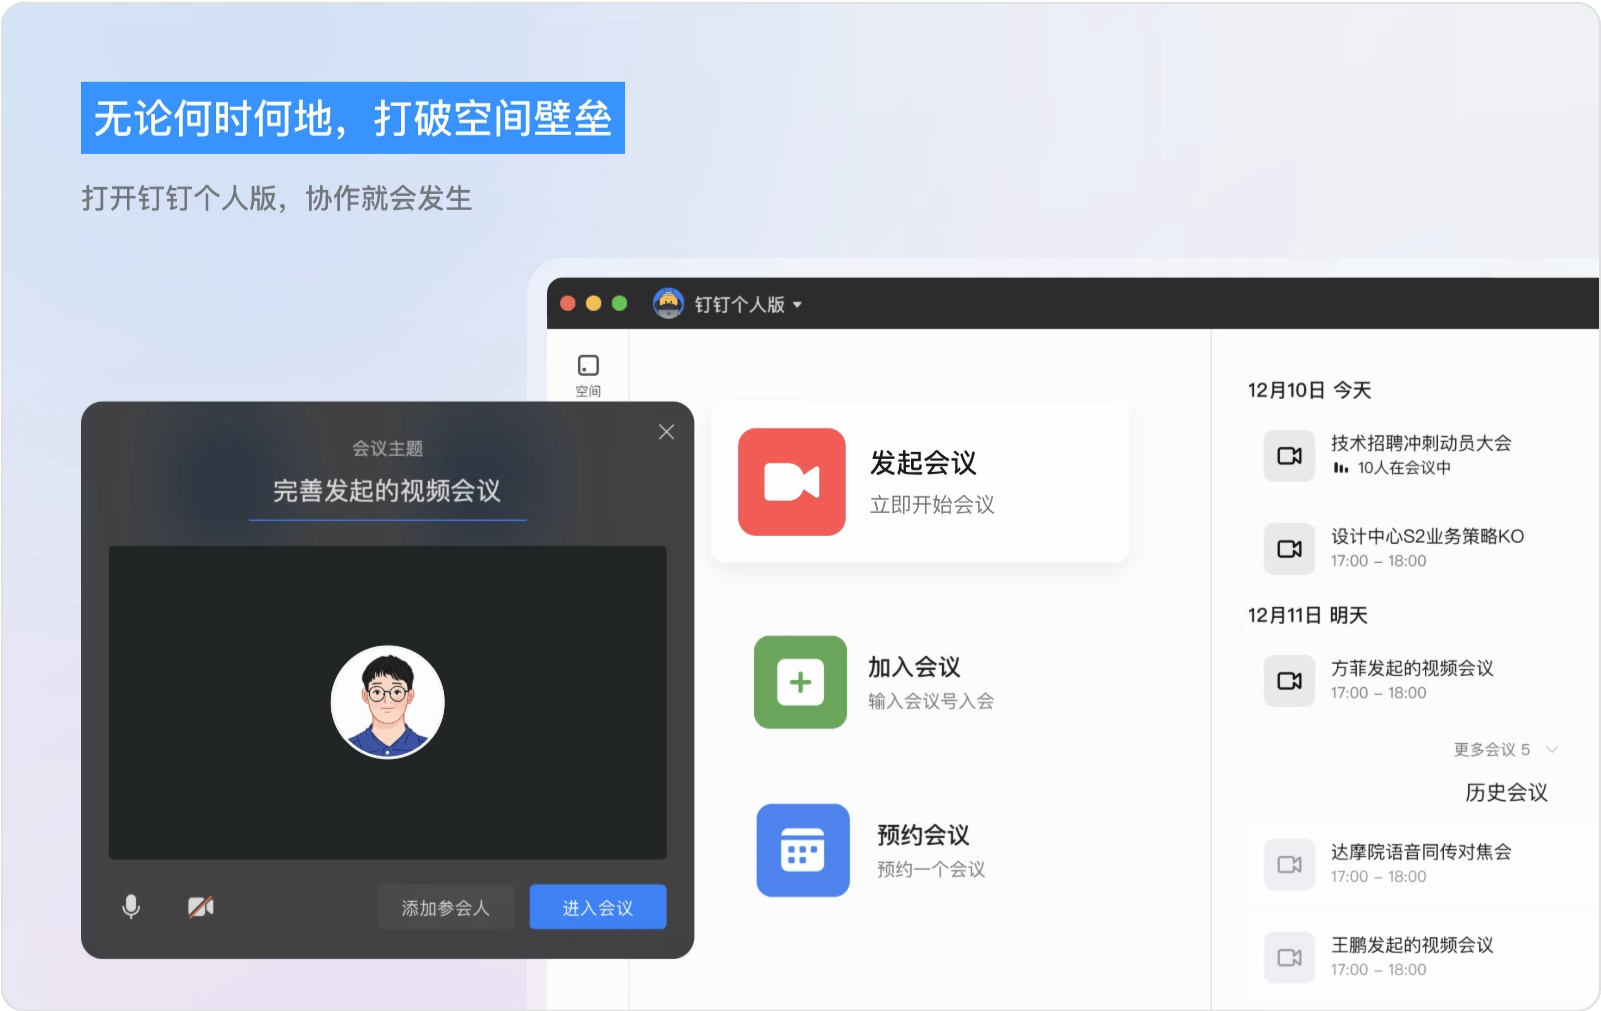 无论何时何地，打破空间壁垒
打开钉钉个人版，协作就会发生
钉钉个人版
空间
会议主题
完善发起的视频会议
添加参会人
进入会议
发起会议
立即开始会议
加入会议
输入会议号入会
预约会议
预约一个会议
12月10日 今天
技术招聘冲刺动员大会
10人在会议中
设计中心S2业务策略KO
17:00 – 18:00
12月11日 明天
方菲发起的视频会议
17:00 – 18:00
更多会议 5
历史会议
达摩院语音同传对焦会
17:00 – 18:00
王鹏发起的视频会议
17:00 – 18:00